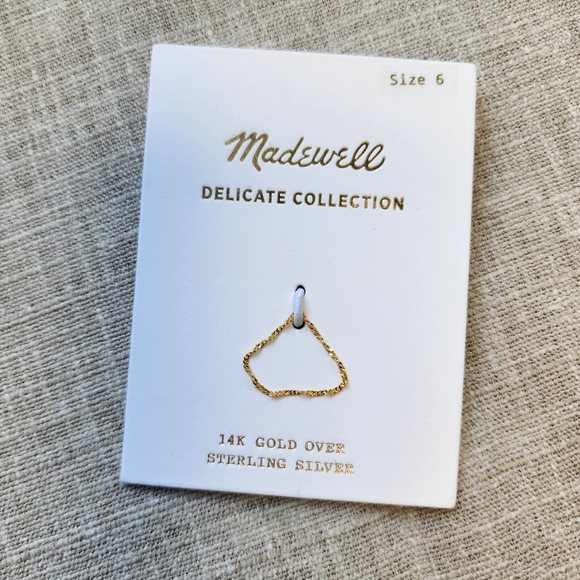 Size 6
Madewell
DELICATE COLLECTION
14K GOLD OVER
STERLING SILVER